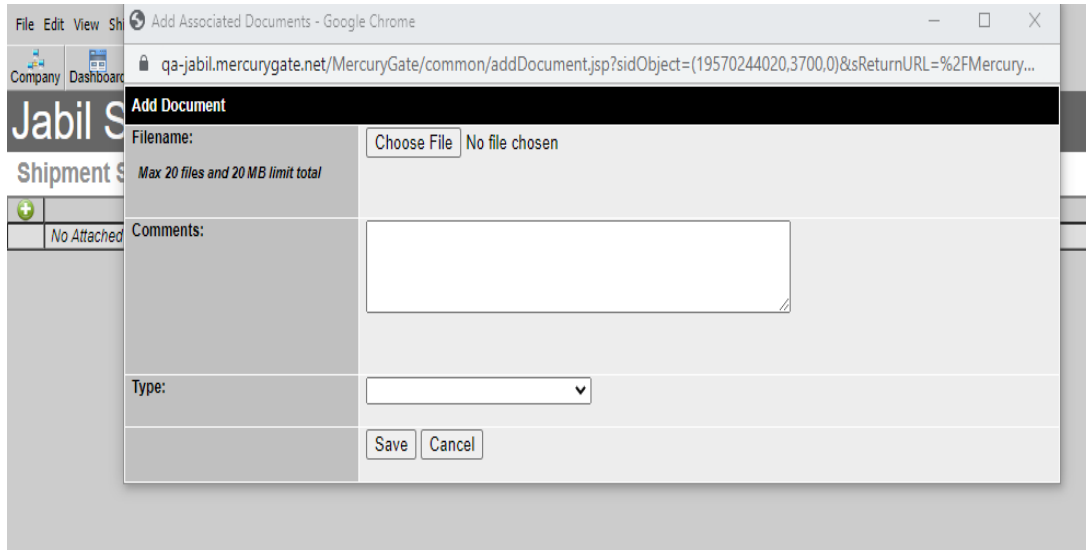 File Edit View Shi
Add Associated Documents - Google Chrome
Company Dashboard
qa-jabil.mercurygate.net/MercuryGate/common/addDocument.jsp?sidObject=(19570244020,3700,0)&sReturnURL=%2FMercury...
Jabil S
Add Document
Filename:
Choose File No file chosen
Shipment S
Max 20 files and 20 MB limit total
No Attached
Comments:
Type:
Save Cancel